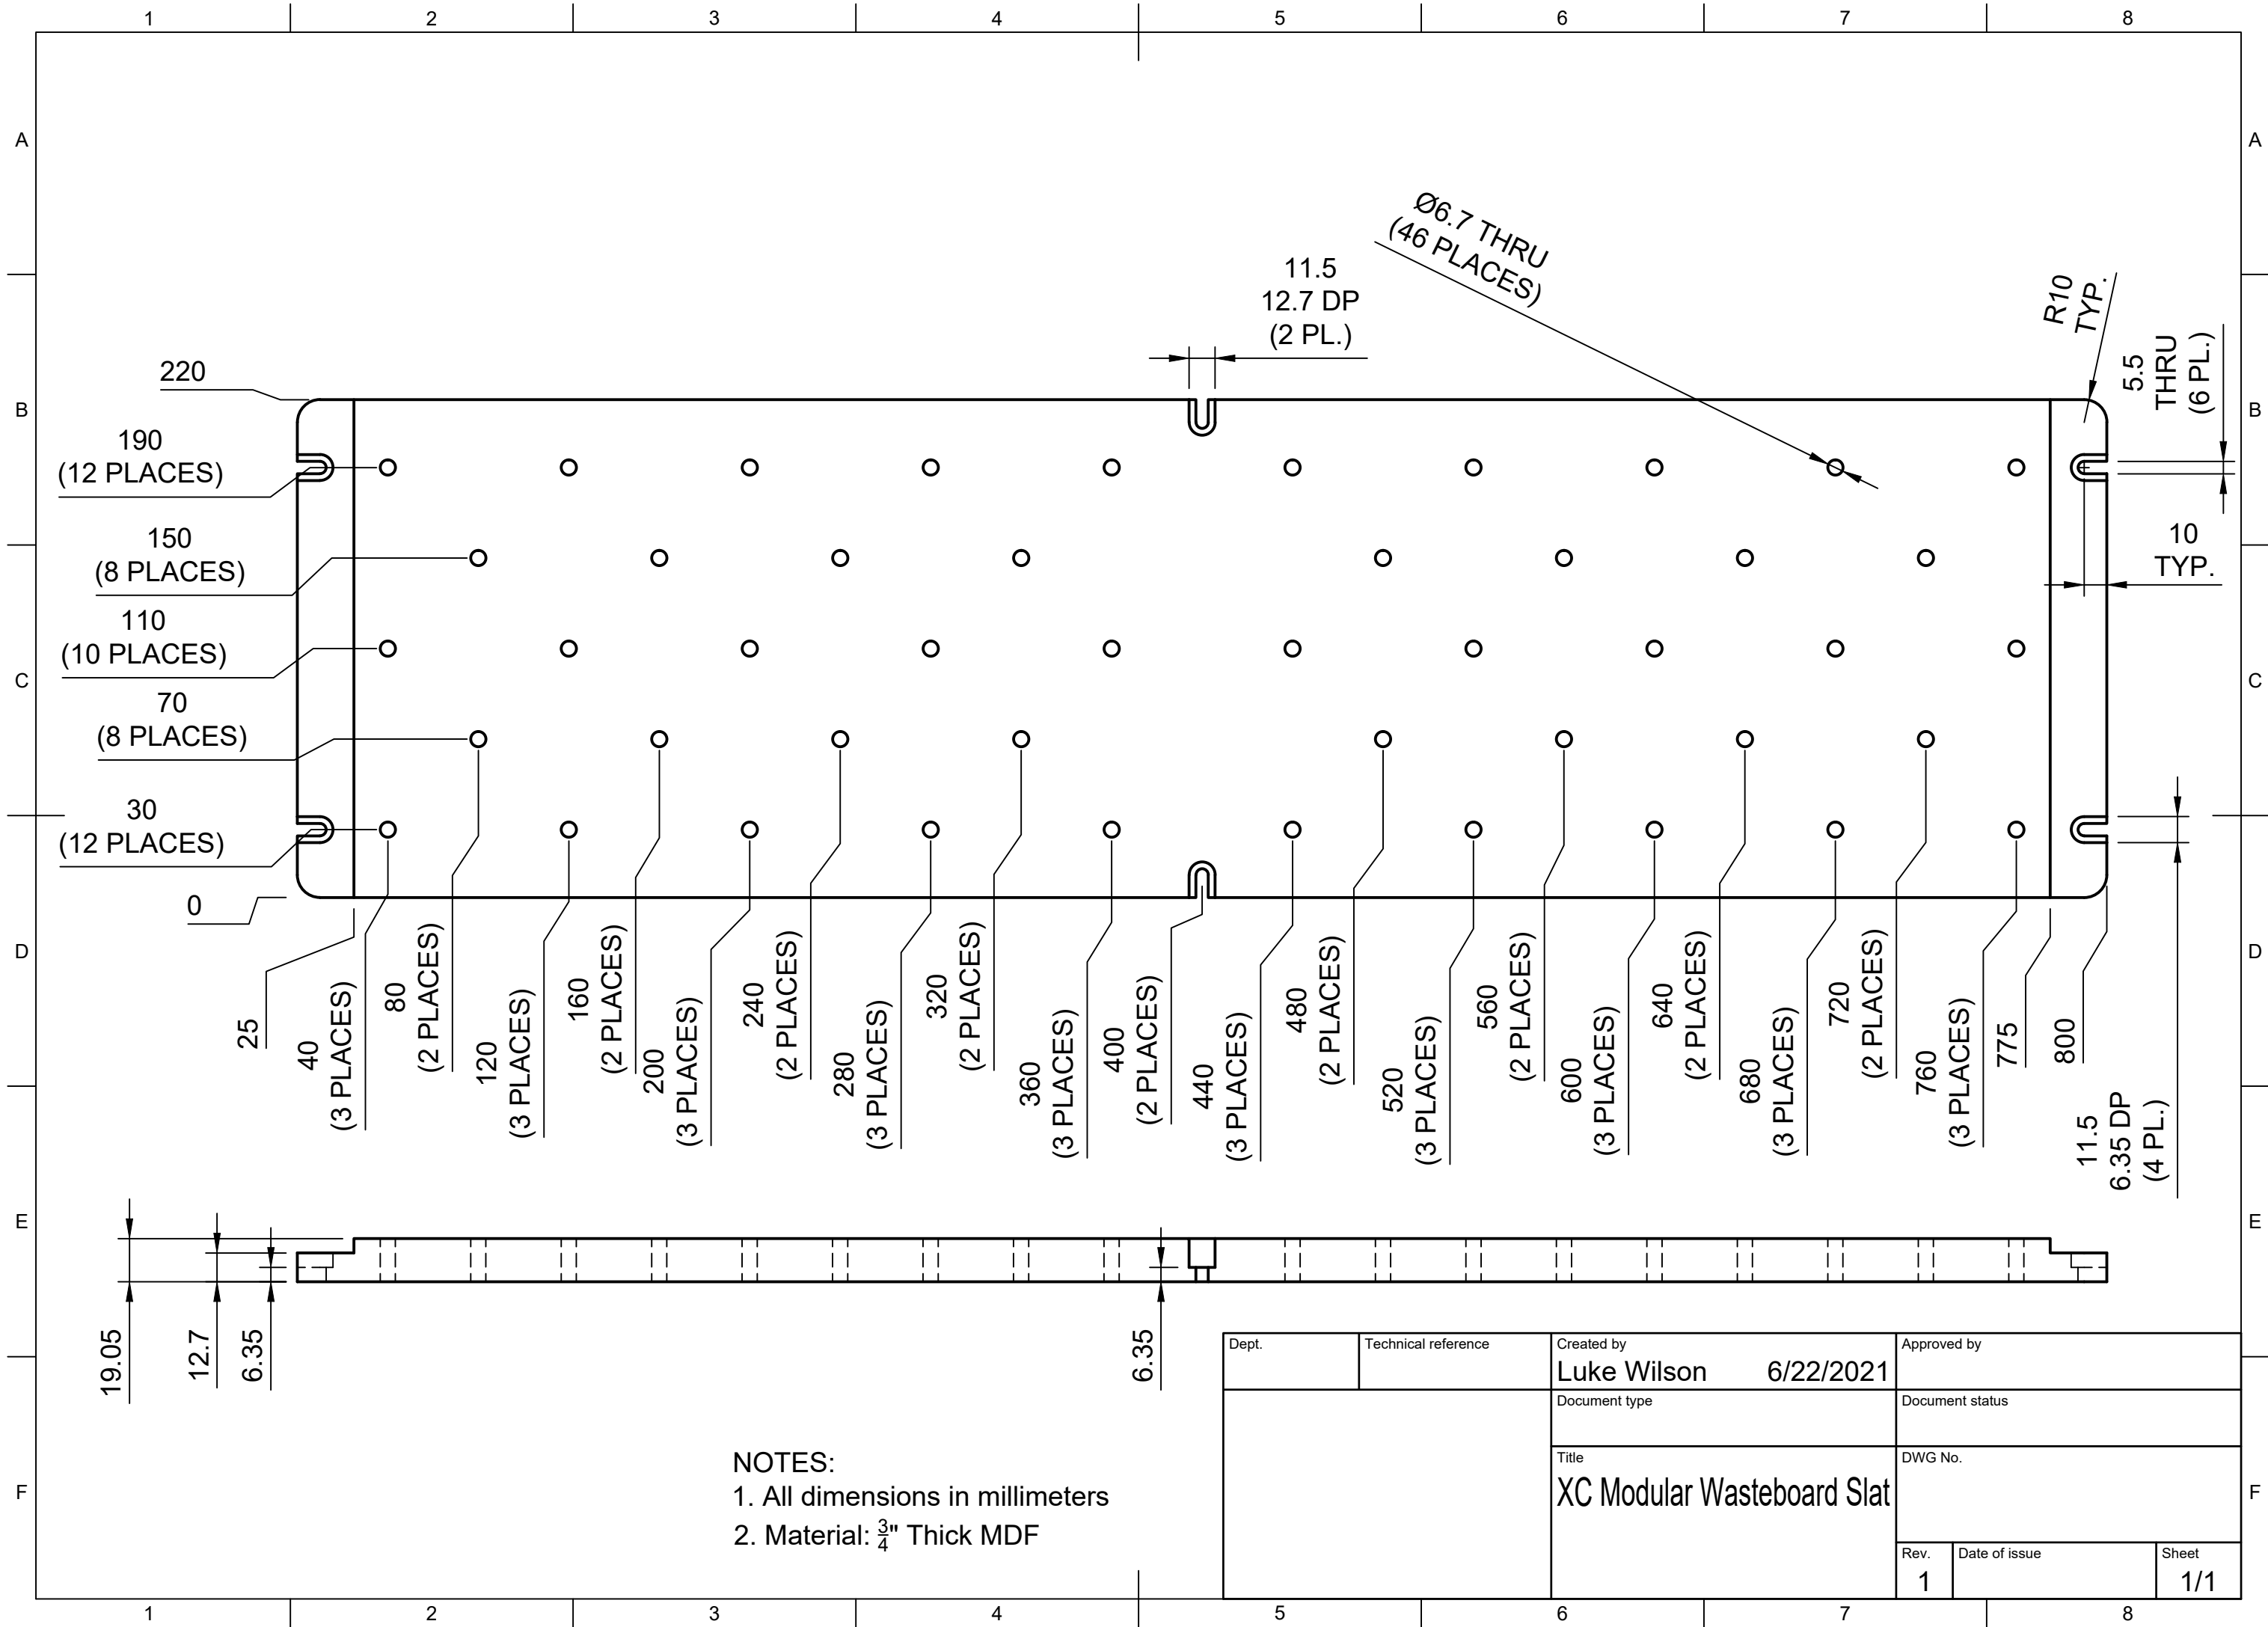 1 2 3 4 5 6 7 8
A A
Ø6.7 THRU
(46 PLACES)
11.5
12.7 DP
(2 PL.)
R10
TYP.
5.5
THRU
(6 PL.)
220
B B
190
(12 PLACES)
10
TYP.
150
(8 PLACES)
110
(10 PLACES)
C C
70
(8 PLACES)
30
(12 PLACES)
0
D D
25
40
(3 PLACES)
80
(2 PLACES)
120
(3 PLACES)
160
(2 PLACES)
200
(3 PLACES)
240
(2 PLACES)
280
(3 PLACES)
320
(2 PLACES)
360
(3 PLACES)
400
(2 PLACES)
440
(3 PLACES)
480
(2 PLACES)
520
(3 PLACES)
560
(2 PLACES)
600
(3 PLACES)
640
(2 PLACES)
680
(3 PLACES)
720
(2 PLACES)
760
(3 PLACES)
775
800
11.5
6.35 DP
(4 PL.)
E E
19.05
12.7
6.35
6.35
NOTES:
1. All dimensions in millimeters
2. Material: 3/4" Thick MDF
Dept.
Technical reference
Created by
Luke Wilson 6/22/2021
Approved by
Document type
Document status
Title
XC Modular Wasteboard Slat
DWG No.
Rev.
1
Date of issue
Sheet
1/1
F F
1 2 3 4 5 6 7 8